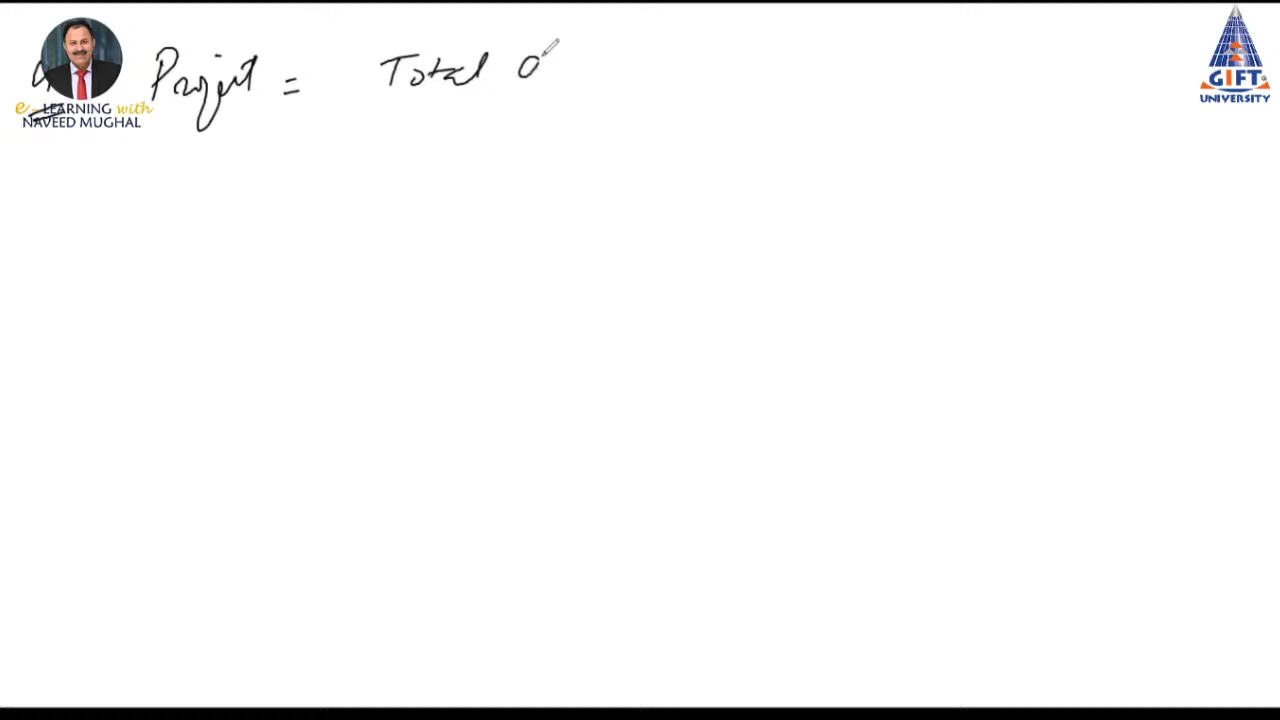 Project = Total O
e-LEARNING with
NAVEED MUGHAL
GIFT
UNIVERSITY